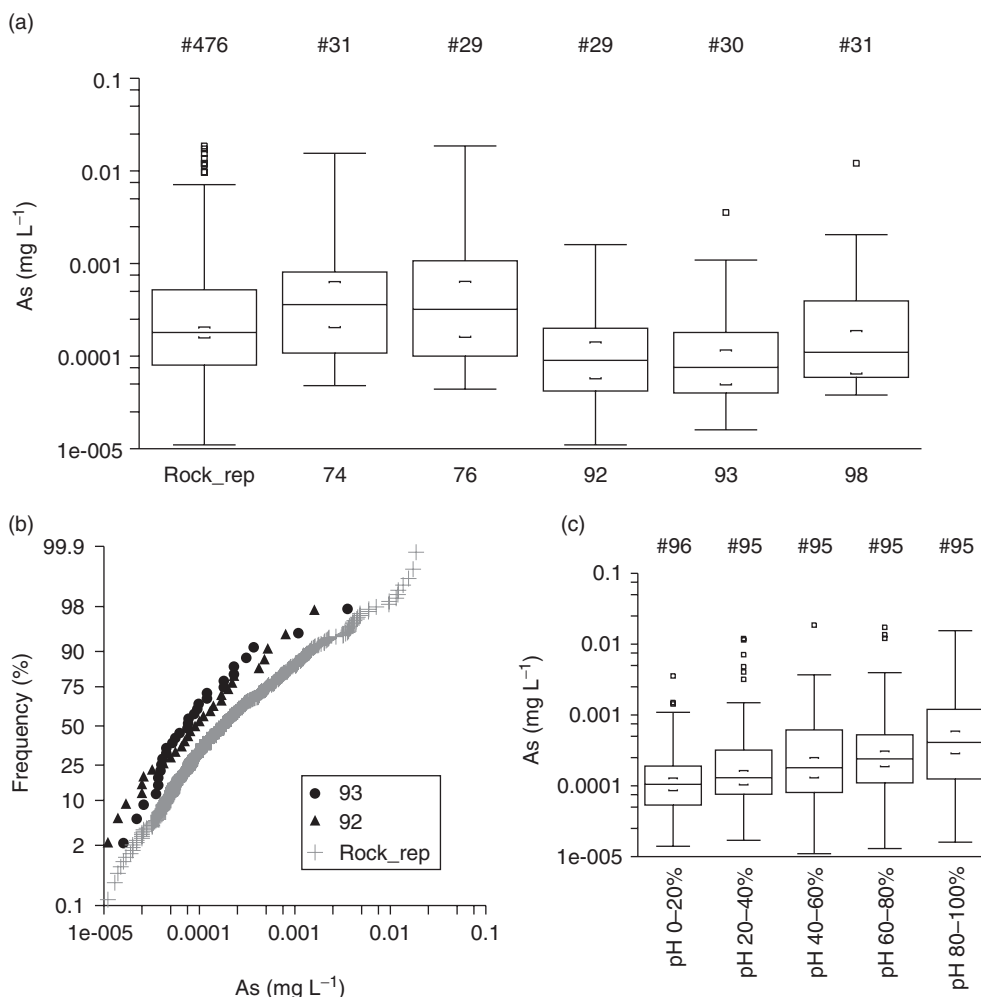 (a)
#476 #31 #29 #29 #30 #31
0.1
0.01
0.001
0.0001
1e-005
As (mg L⁻¹)
Rock_rep 74 76 92 93 98
(b)
99.9
98
90
75
50
25
10
2
0.1
Frequency (%)
93
92
Rock_rep
1e-005 0.0001 0.001 0.01 0.1
As (mg L⁻¹)
(c)
#96 #95 #95 #95 #95
0.1
0.01
0.001
0.0001
1e-005
As (mg L⁻¹)
pH 0–20%
pH 20–40%
pH 40–60%
pH 60–80%
pH 80–100%